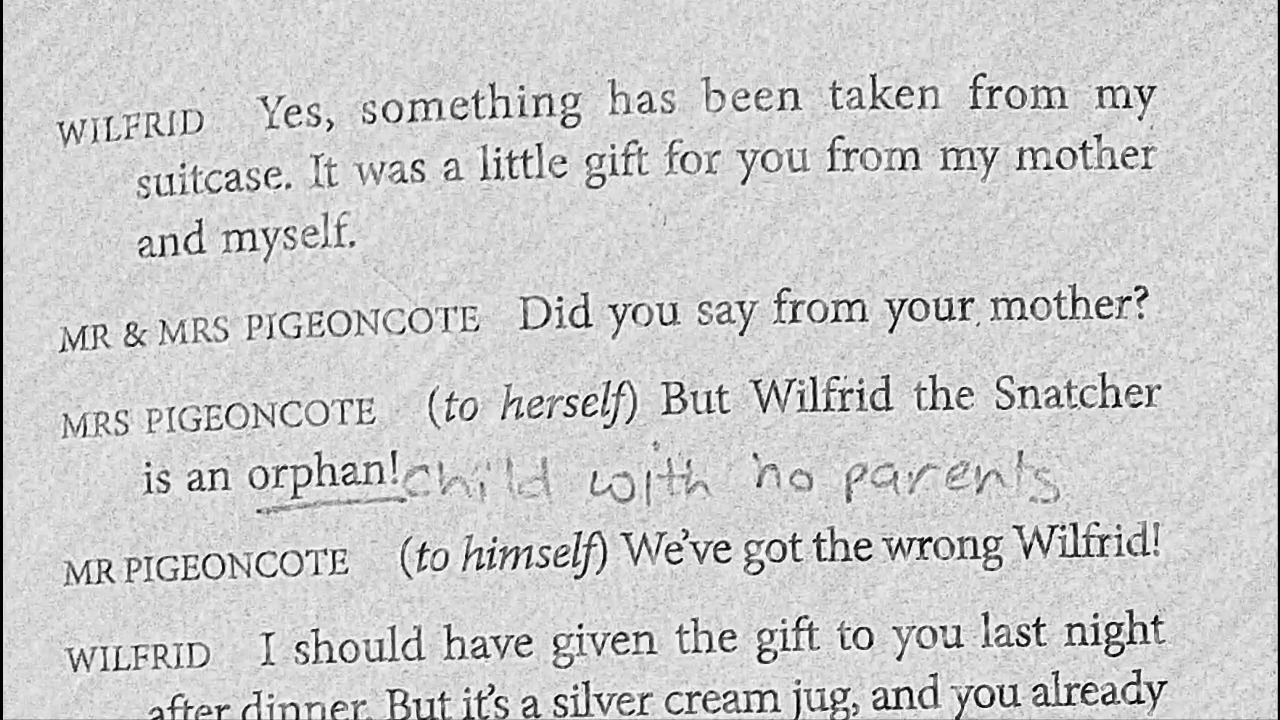 WILFRID Yes, something has been taken from my
suitcase. It was a little gift for you from my mother
and myself.
MR & MRS PIGEONCOTE Did you say from your mother?
MRS PIGEONCOTE (to herself) But Wilfrid the Snatcher
is an orphan! child with no parents
MR PIGEONCOTE (to himself) We've got the wrong Wilfrid!
WILFRID I should have given the gift to you last night
after dinner. But it's a silver cream jug, and you already